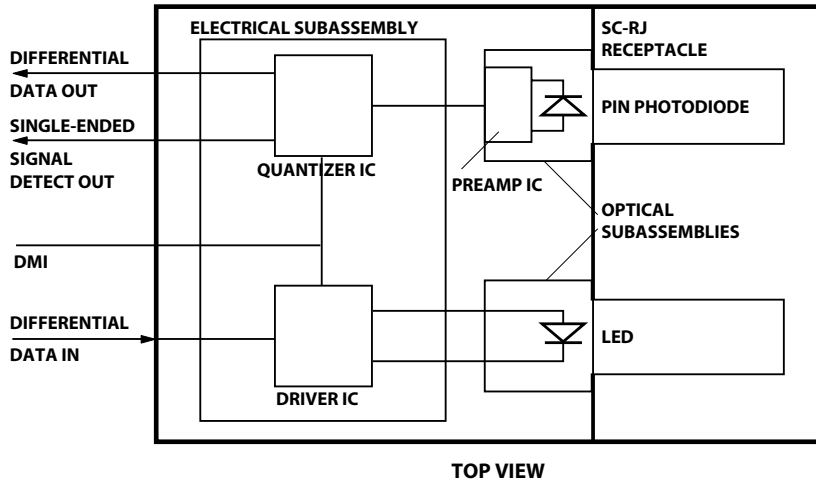 ELECTRICAL SUBASSEMBLY
SC-RJ
RECEPTACLE
DIFFERENTIAL
DATA OUT
SINGLE-ENDED
SIGNAL
DETECT OUT
QUANTIZER IC
PREAMP IC
PIN PHOTODIODE
OPTICAL
SUBASSEMBLIES
DMI
DIFFERENTIAL
DATA IN
DRIVER IC
LED
TOP VIEW